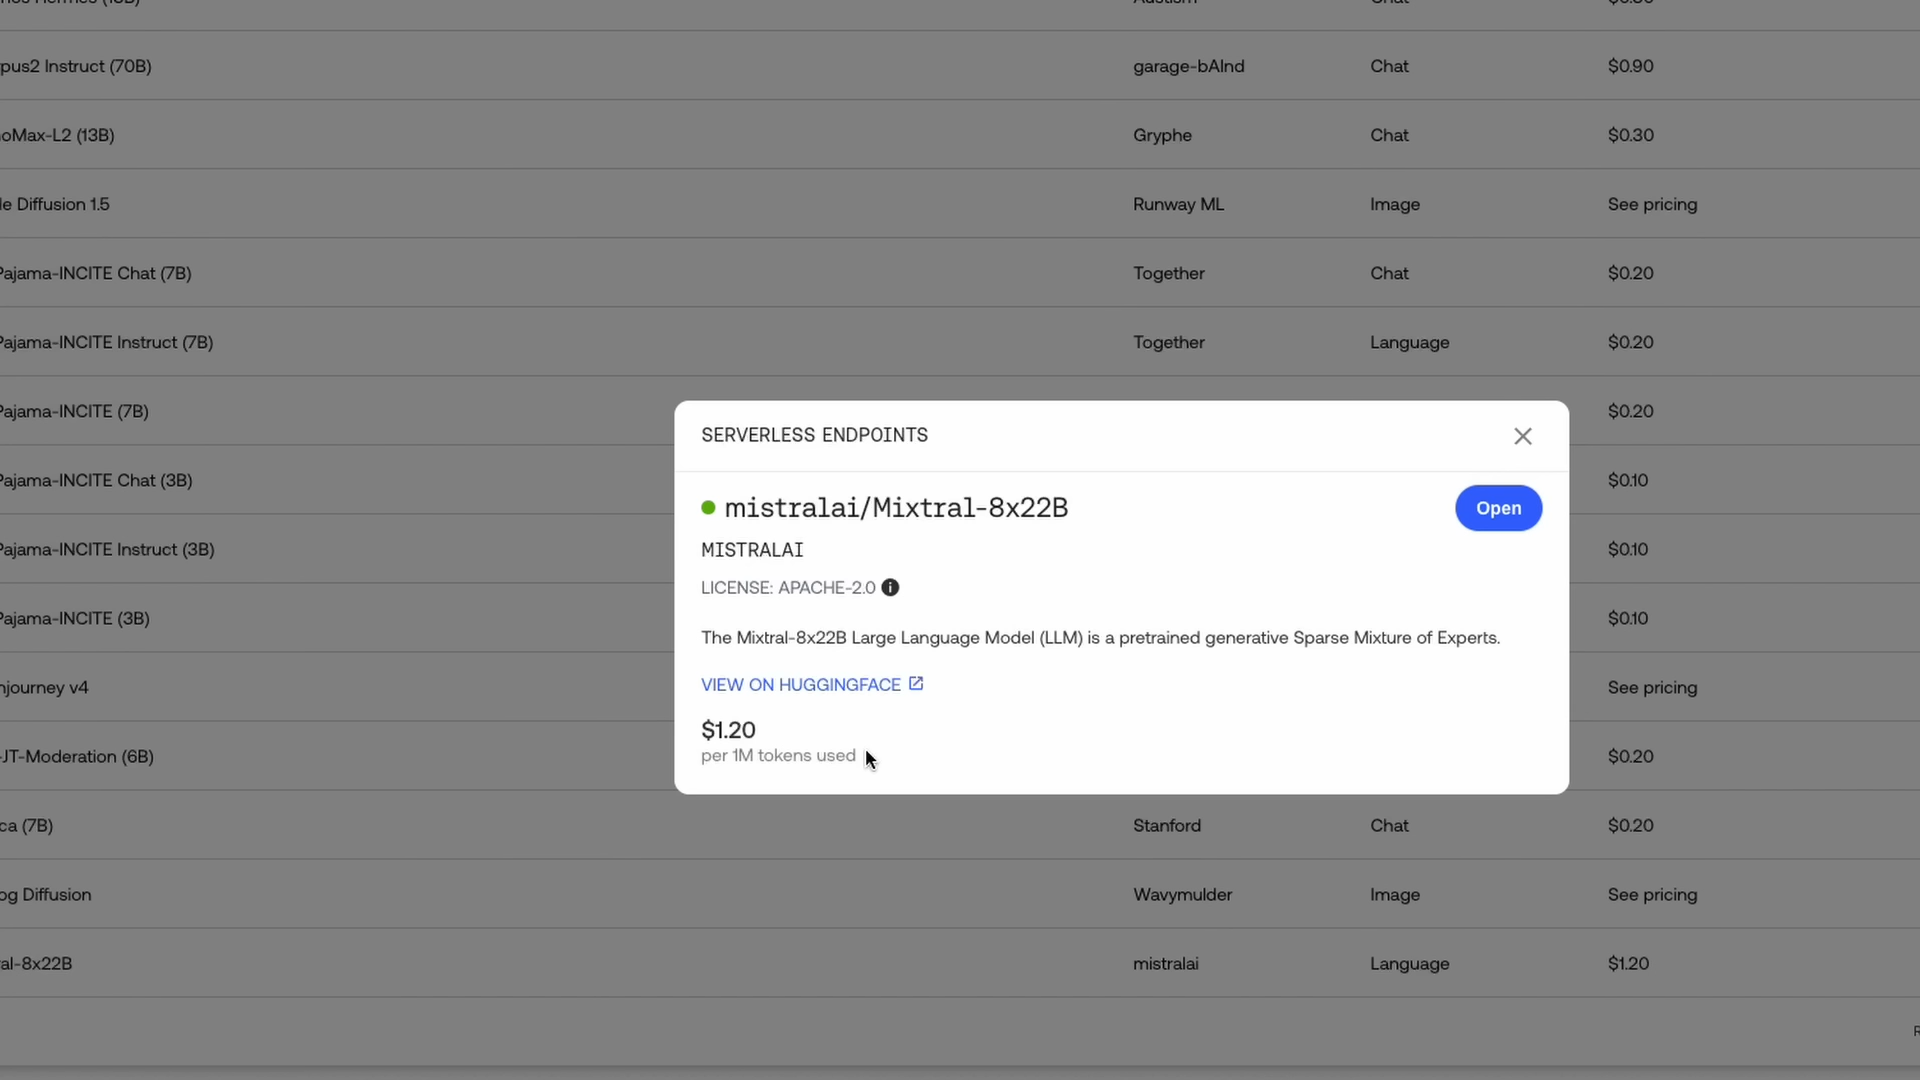 pus2 Instruct (70B) garage-bAInd Chat $0.90
oMax-L2 (13B) Gryphe Chat $0.30
le Diffusion 1.5 Runway ML Image See pricing
Pajama-INCITE Chat (7B) Together Chat $0.20
Pajama-INCITE Instruct (7B) Together Language $0.20
Pajama-INCITE (7B) $0.20
Pajama-INCITE Chat (3B) $0.10
Pajama-INCITE Instruct (3B) $0.10
Pajama-INCITE (3B) $0.10
njourney v4 See pricing
-JT-Moderation (6B) $0.20
SERVERLESS ENDPOINTS
mistralai/Mixtral-8x22B
Open
MISTRALAI
LICENSE: APACHE-2.0
The Mixtral-8x22B Large Language Model (LLM) is a pretrained generative Sparse Mixture of Experts.
VIEW ON HUGGINGFACE
$1.20
per 1M tokens used
ca (7B) Stanford Chat $0.20
og Diffusion Wavymulder Image See pricing
al-8x22B mistralai Language $1.20